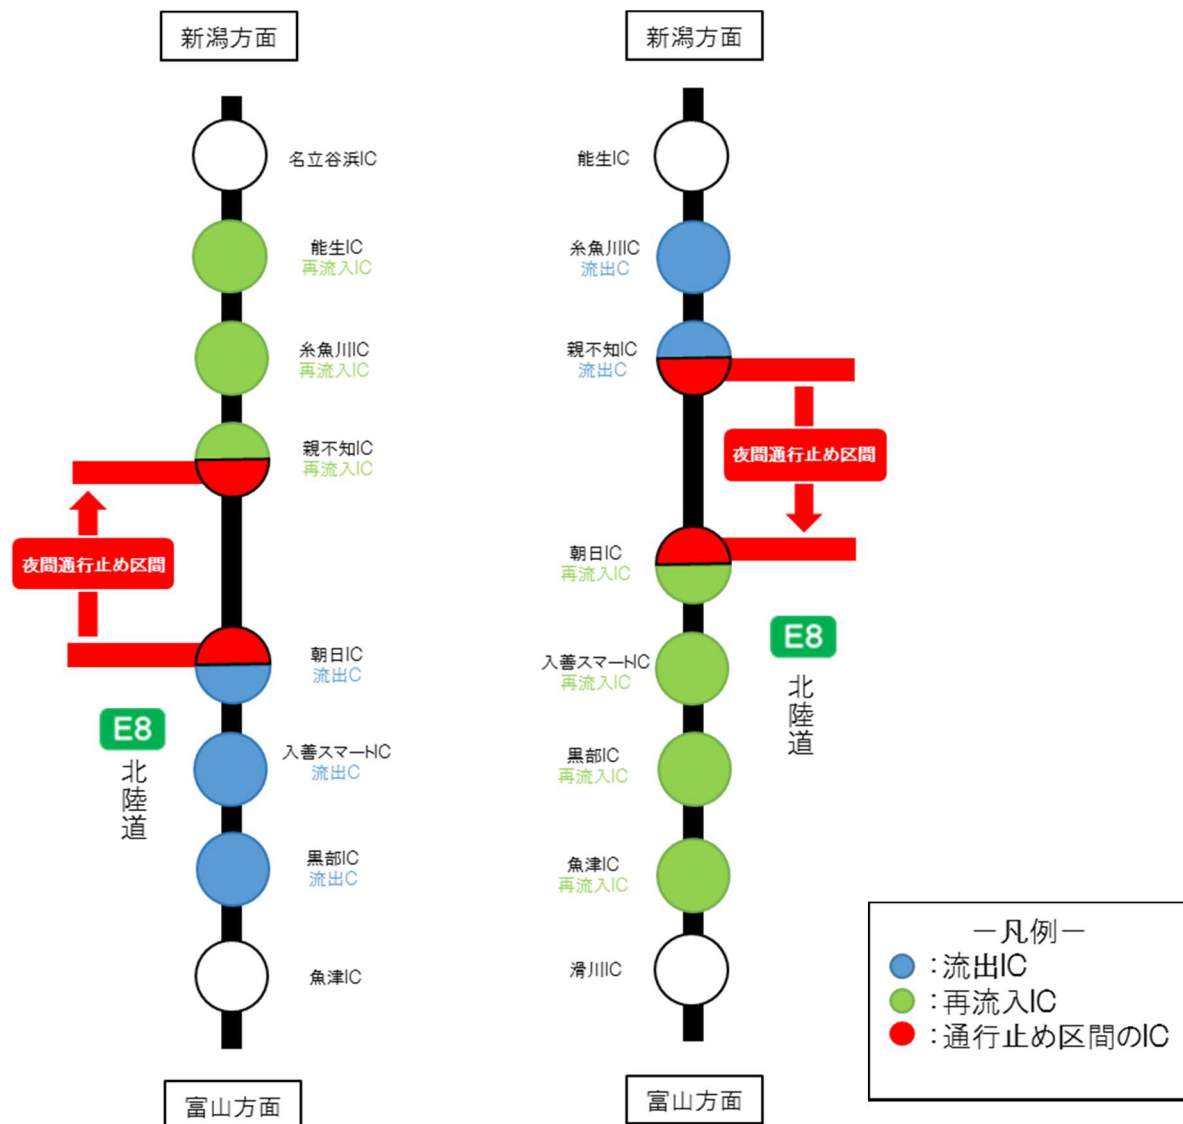 新潟方面
名立谷浜IC
能生IC
再流入IC
糸魚川IC
再流入IC
親不知IC
再流入IC
夜間通行止め区間
朝日IC
流出C
E8
北陸道
入善スマートIC
流出C
黒部IC
流出C
魚津IC
富山方面
新潟方面
能生IC
糸魚川IC
流出C
親不知IC
流出C
夜間通行止め区間
朝日IC
再流入IC
E8
北陸道
入善スマートIC
再流入IC
黒部IC
再流入IC
魚津IC
再流入IC
滑川IC
富山方面
－凡例－
：流出IC
：再流入IC
：通行止め区間のIC